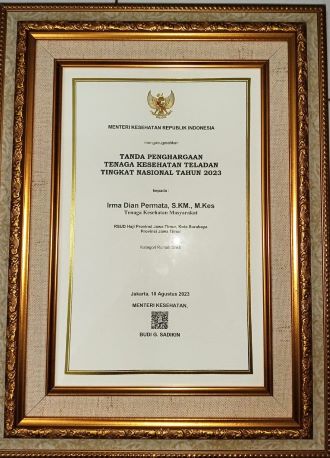 MENTERI KESEHATAN REPUBLIK INDONESIA
menganugerahkan
TANDA PENGHARGAAN
TENAGA KESEHATAN TELADAN
TINGKAT NASIONAL TAHUN 2023
kepada :
Irma Dian Permata, S.KM., M.Kes
Tenaga Kesehatan Masyarakat
RSUD Haji Provinsi Jawa Timur, Kota Surabaya
Provinsi Jawa Timur
Kategori Rumah Sakit
Jakarta, 18 Agustus 2023
MENTERI KESEHATAN,
BUDI G. SADIKIN